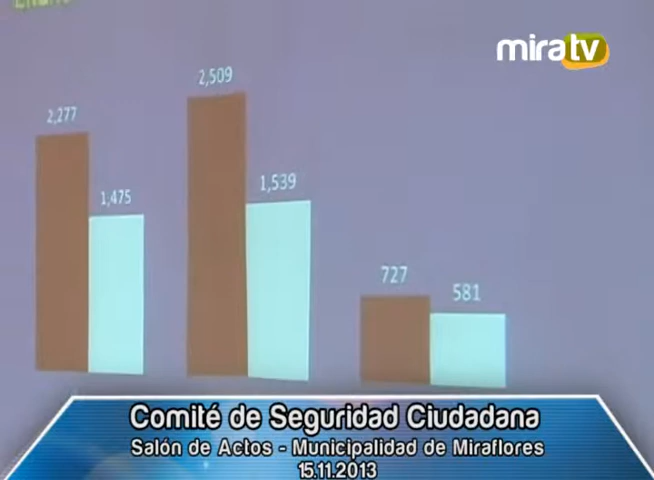 miratv
2,509
2,277
1,539
1,475
727
581
Comité de Seguridad Ciudadana
Salón de Actos - Municipalidad de Miraflores
15.11.2013